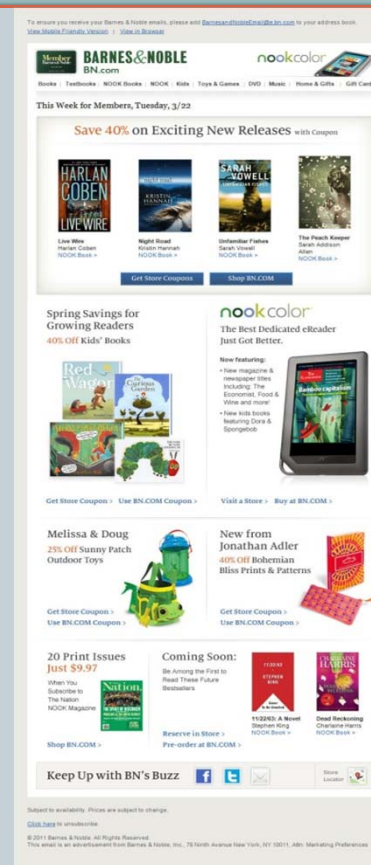 To ensure you receive your Barnes & Noble emails, please add BarnesandNobleEmail@e.bn.com to your address book.
View Mobile Friendly Version | View in Browser
Member
BARNES&NOBLE
BN.com
nookcolor
Books Textbooks NOOK Books NOOK Kids Toys & Games DVD Music Home & Gifts Gift Card
This Week for Members, Tuesday, 3/22
Save 40% on Exciting New Releases with Coupon
HARLAN
COBEN
LIVE WIRE
KRISTIN
HANNAH
SARAH
VOWELL
Live Wire
Harlan Coben
NOOK Book >
Night Road
Kristin Hannah
NOOK Book >
Unfamiliar Fishes
Sarah Vowell
NOOK Book >
The Peach Keeper
Sarah Addison
Allen
NOOK Book >
Get Store Coupons
Shop BN.COM
Spring Savings for
Growing Readers
40% Off Kids' Books
Red
Wagon
Curious
Garden
Get Store Coupon > Use BN.COM Coupon >
nookcolor
The Best Dedicated eReader
Just Got Better.
Now featuring:
• New magazine &
newspaper titles
Including: The
Economist, Food &
Wine and more!
• New kids books
featuring Dora &
Spongebob
Bamboo capitalism
Visit a Store > Buy at BN.COM >
Melissa & Doug
25% Off Sunny Patch
Outdoor Toys
Get Store Coupon >
Use BN.COM Coupon >
New from
Jonathan Adler
40% Off Bohemian
Bliss Prints & Patterns
Get Store Coupon >
Use BN.COM Coupon >
20 Print Issues
Just $9.97
When You
Subscribe to
The Nation
NOOK Magazine
Nation.
Shop BN.COM >
Coming Soon:
Be Among the First to
Read These Future
Bestsellers
Reserve in Store >
Pre-order at BN.COM >
11/22/63
STEPHEN
KING
11/22/63: A Novel
Stephen King
NOOK Book >
CHARLAINE
HARRIS
Dead Reckoning
Charlaine Harris
NOOK Book >
Keep Up with BN's Buzz
Store
Locator
Subject to availability. Prices are subject to change.
Click here to unsubscribe.
© 2011 Barnes & Noble. All Rights Reserved
This email is an advertisement from Barnes & Noble, Inc., 76 Ninth Avenue New York, NY 10011, Attn: Marketing Preferences